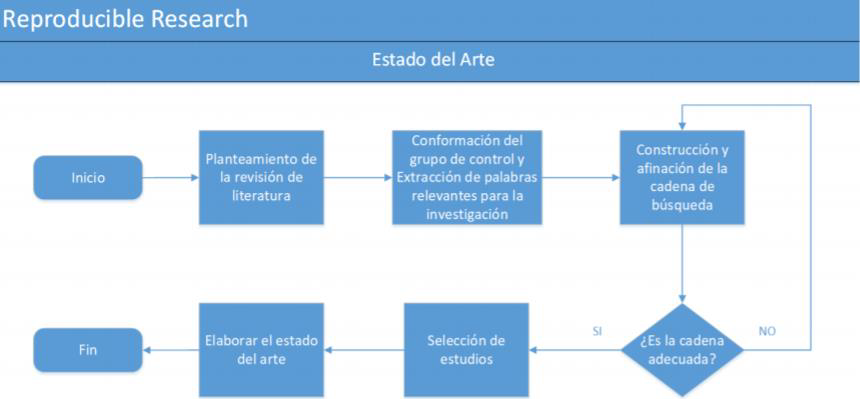 Reproducible Research
Estado del Arte
Inicio
Planteamiento de
la revisión de
literatura
Conformación del
grupo de control y
Extracción de palabras
relevantes para la
investigación
Construcción y
afinación de la
cadena de
búsqueda
¿Es la cadena
adecuada?
NO
SI
Selección de
estudios
Elaborar el estado
del arte
Fin